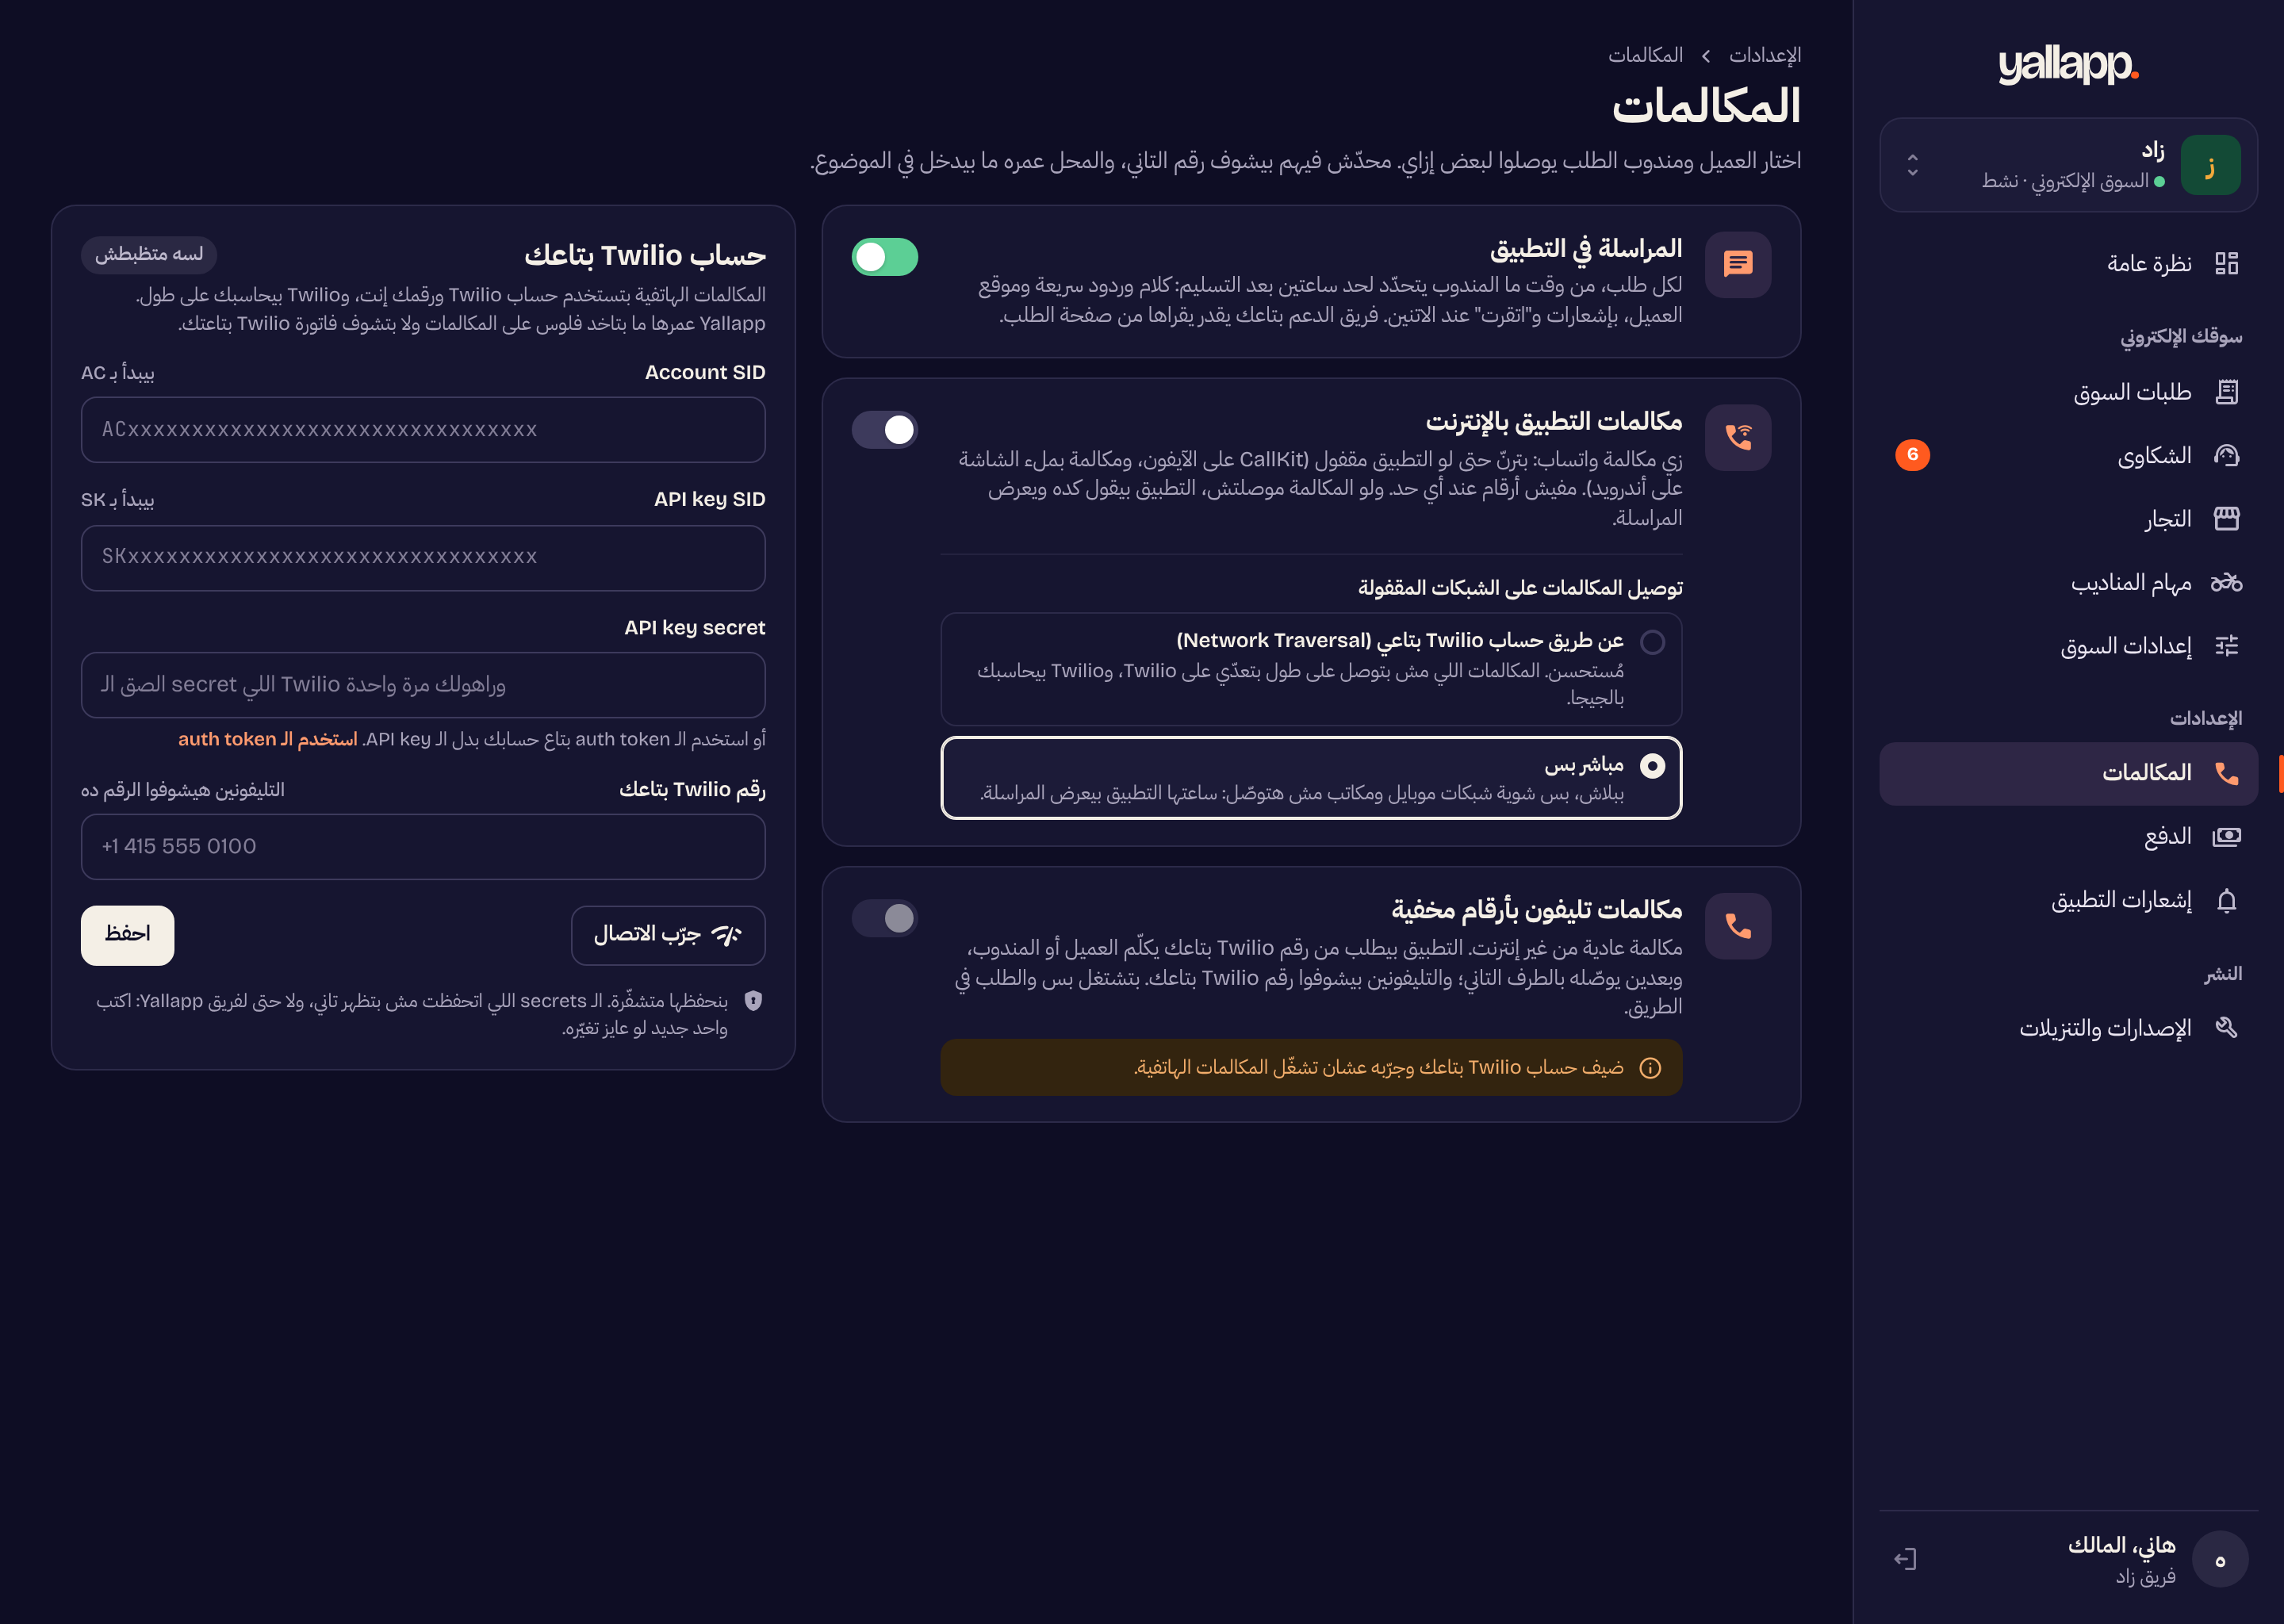 yallapp.
ز
زاد
السوق الإلكتروني · نشط
نظرة عامة
سوقك الإلكتروني
طلبات السوق
الشكاوى
6
التجار
مهام المناديب
إعدادات السوق
الإعدادات
المكالمات
الدفع
إشعارات التطبيق
النشر
الإصدارات والتنزيلات
ه
هاني، المالك
فريق زاد
الإعدادات
المكالمات
المكالمات
اختار العميل ومندوب الطلب يوصلوا لبعض إزاي. محدّش فيهم بيشوف رقم التاني، والمحل عمره ما بيدخل في الموضوع.
المراسلة في التطبيق
لكل طلب، من وقت ما المندوب يتحدّد لحد ساعتين بعد التسليم: كلام وردود سريعة وموقع
العميل، بإشعارات و"اتقرت" عند الاتنين. فريق الدعم بتاعك يقدر يقراها من صفحة الطلب.
مكالمات التطبيق بالإنترنت
زي مكالمة واتساب: بترنّ حتى لو التطبيق مقفول (CallKit على الآيفون، ومكالمة بملء الشاشة
على أندرويد). مفيش أرقام عند أي حد. ولو المكالمة موصلتش، التطبيق بيقول كده ويعرض
المراسلة.
توصيل المكالمات على الشبكات المقفولة
عن طريق حساب Twilio بتاعي (Network Traversal)
مُستحسن. المكالمات اللي مش بتوصل على طول بتعدّي على Twilio، وTwilio بيحاسبك
بالجيجا.
مباشر بس
ببلاش، بس شوية شبكات موبايل ومكاتب مش هتوصّل: ساعتها التطبيق بيعرض المراسلة.
مكالمات تليفون بأرقام مخفية
مكالمة عادية من غير إنترنت. التطبيق بيطلب من رقم Twilio بتاعك يكلّم العميل أو المندوب،
وبعدين يوصّله بالطرف التاني؛ والتليفونين بيشوفوا رقم Twilio بتاعك. بتشتغل بس والطلب في
الطريق.
ضيف حساب Twilio بتاعك وجرّبه عشان تشغّل المكالمات الهاتفية.
حساب Twilio بتاعك
لسه متظبطش
المكالمات الهاتفية بتستخدم حساب Twilio ورقمك إنت، وTwilio بيحاسبك على طول.
Yallapp عمرها ما بتاخد فلوس على المكالمات ولا بتشوف فاتورة Twilio بتاعتك.
Account SID
بيبدأ بـ AC
ACxxxxxxxxxxxxxxxxxxxxxxxxxxxxxxxx
API key SID
بيبدأ بـ SK
SKxxxxxxxxxxxxxxxxxxxxxxxxxxxxxxxx
API key secret
الصق الـ secret اللي Twilio وراهولك مرة واحدة
أو استخدم الـ auth token بتاع حسابك بدل الـ API key. استخدم الـ auth token
رقم Twilio بتاعك
التليفونين هيشوفوا الرقم ده
+1 415 555 0100
جرّب الاتصال
احفظ
بنحفظها متشفّرة. الـ secrets اللي اتحفظت مش بتظهر تاني، ولا حتى لفريق Yallapp: اكتب
واحد جديد لو عايز تغيّره.